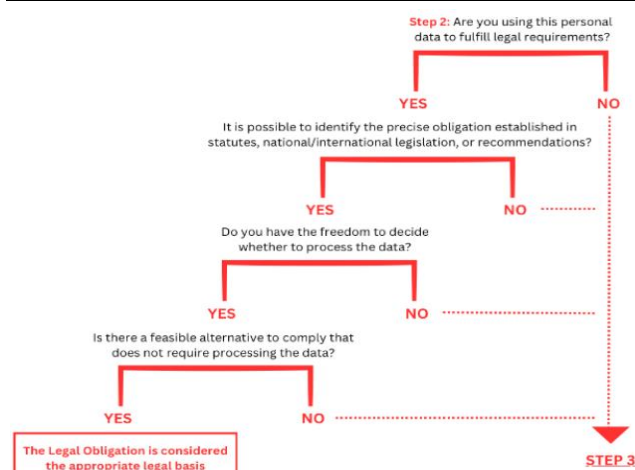 Step 2: Are you using this personal
data to fulfill legal requirements?
YES
NO
It is possible to identify the precise obligation established in
statutes, national/international legislation, or recommendations?
YES
NO
Do you have the freedom to decide
whether to process the data?
YES
NO
Is there a feasible alternative to comply that
does not require processing the data?
YES
NO
The Legal Obligation is considered
the appropriate legal basis
STEP 3